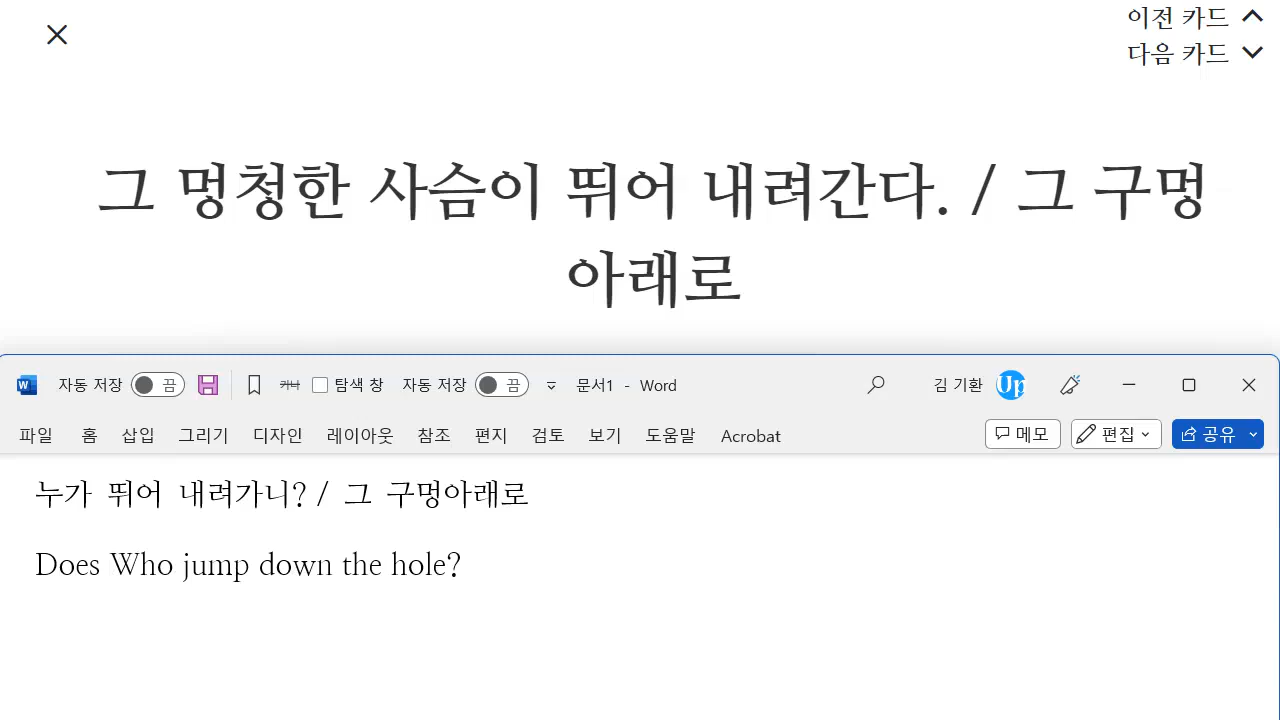 이전 카드
다음 카드
그 멍청한 사슴이 뛰어 내려간다. / 그 구멍
아래로
자동 저장 끔 가나 탐색 창 자동 저장 끔 문서1 - Word 김 기환 Up
파일 홈 삽입 그리기 디자인 레이아웃 참조 편지 검토 보기 도움말 Acrobat 메모 편집 공유
누가 뛰어 내려가니? / 그 구멍아래로
Does Who jump down the hole?